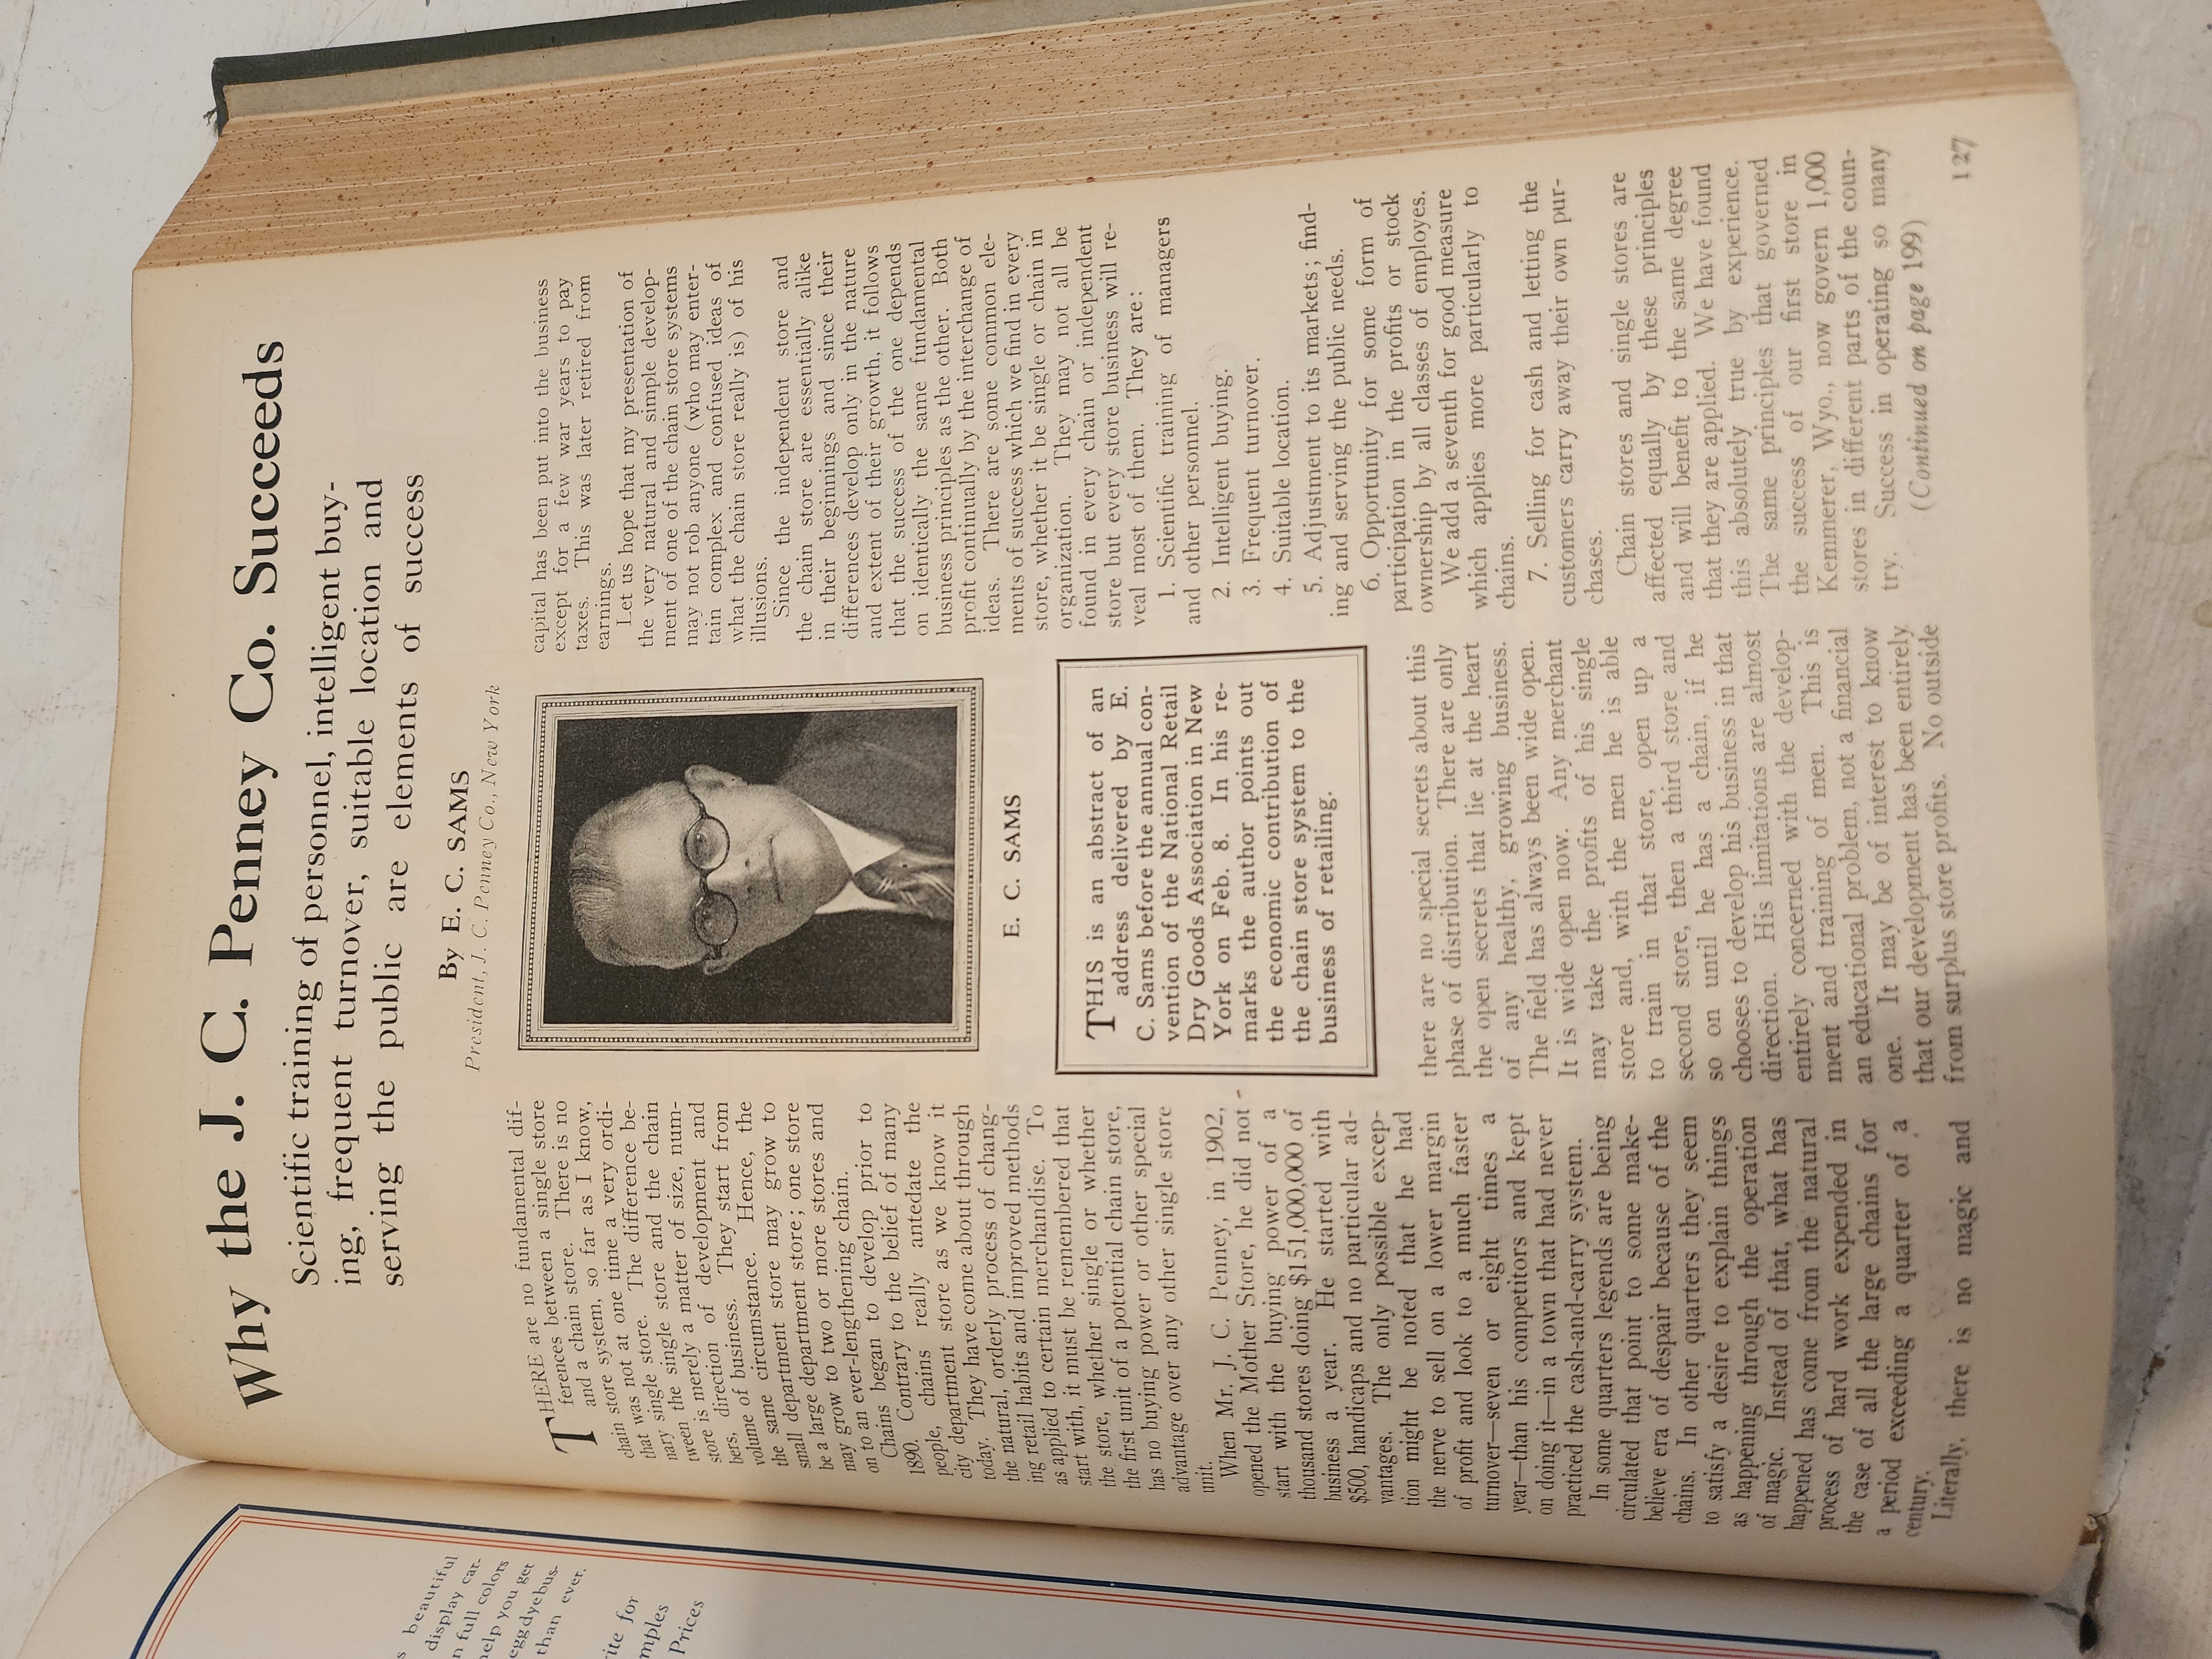 s beautiful
display car-
n full colors
help you get
egg dye bus-
than ever.
rite for
mples
Prices
Why the J. C. Penney Co. Succeeds
Scientific training of personnel, intelligent buy-
ing, frequent turnover, suitable location and
serving the public are elements of success
By E. C. SAMS
President, J. C. Penney Co., New York
THERE are no fundamental dif-
ferences between a single store
and a chain store. There is no
chain store system, so far as I know,
that was not at one time a very ordi-
nary single store. The difference be-
tween the single store and the chain
store is merely a matter of size, num-
bers, direction of development and
volume of business. They start from
the same circumstance. Hence, the
small department store may grow to
be a large department store; one store
may grow to two or more stores and
on to an ever-lengthening chain.
Chains began to develop prior to
1890. Contrary to the belief of many
people, chains really antedate the
city department store as we know it
today. They have come about through
the natural, orderly process of chang-
ing retail habits and improved methods
as applied to certain merchandise. To
start with, it must be remembered that
the store, whether single or whether
the first unit of a potential chain store,
has no buying power or other special
advantage over any other single store
unit.
When Mr. J. C. Penney, in 1902,
opened the Mother Store, he did not
start with the buying power of a
thousand stores doing $151,000,000 of
business a year. He started with
$500, handicaps and no particular ad-
vantages. The only possible excep-
tion might be noted that he had
the nerve to sell on a lower margin
of profit and look to a much faster
turnover—seven or eight times a
year—than his competitors and kept
on doing it—in a town that had never
practiced the cash-and-carry system.
In some quarters legends are being
circulated that point to some make-
believe era of despair because of the
chains. In other quarters they seem
to satisfy a desire to explain things
as happening through the operation
of magic. Instead of that, what has
happened has come from the natural
process of hard work expended in
the case of all the large chains for
a period exceeding a quarter of a
century.
Literally, there is no magic and
E. C. SAMS
THIS is an abstract of an
address delivered by E.
C. Sams before the annual con-
vention of the National Retail
Dry Goods Association in New
York on Feb. 8. In his re-
marks the author points out
the economic contribution of
the chain store system to the
business of retailing.
there are no special secrets about this
phase of distribution. There are only
the open secrets that lie at the heart
of any healthy, growing business.
The field has always been wide open.
It is wide open now. Any merchant
may take the profits of his single
store and, with the men he is able
to train in that store, open up a
second store, then a third store and
so on until he has a chain, if he
chooses to develop his business in that
direction. His limitations are almost
entirely concerned with the develop-
ment and training of men. This is
an educational problem, not a financial
one. It may be of interest to know
that our development has been entirely
from surplus store profits. No outside
capital has been put into the business
except for a few war years to pay
taxes. This was later retired from
earnings.
Let us hope that my presentation of
the very natural and simple develop-
ment of one of the chain store systems
may not rob anyone (who may enter-
tain complex and confused ideas of
what the chain store really is) of his
illusions.
Since the independent store and
the chain store are essentially alike
in their beginnings and since their
differences develop only in the nature
and extent of their growth, it follows
that the success of the one depends
on identically the same fundamental
business principles as the other. Both
profit continually by the interchange of
ideas. There are some common ele-
ments of success which we find in every
store, whether it be single or chain in
organization. They may not all be
found in every chain or independent
store but every store business will re-
veal most of them. They are:
1. Scientific training of managers
and other personnel.
2. Intelligent buying.
3. Frequent turnover.
4. Suitable location.
5. Adjustment to its markets; find-
ing and serving the public needs.
6. Opportunity for some form of
participation in the profits or stock
ownership by all classes of employes.
We add a seventh for good measure
which applies more particularly to
chains.
7. Selling for cash and letting the
customers carry away their own pur-
chases.
Chain stores and single stores are
affected equally by these principles
and will benefit to the same degree
that they are applied. We have found
this absolutely true by experience.
The same principles that governed
the success of our first store in
Kemmerer, Wyo., now govern 1,000
stores in different parts of the coun-
try. Success in operating so many
(Continued on page 199)
127